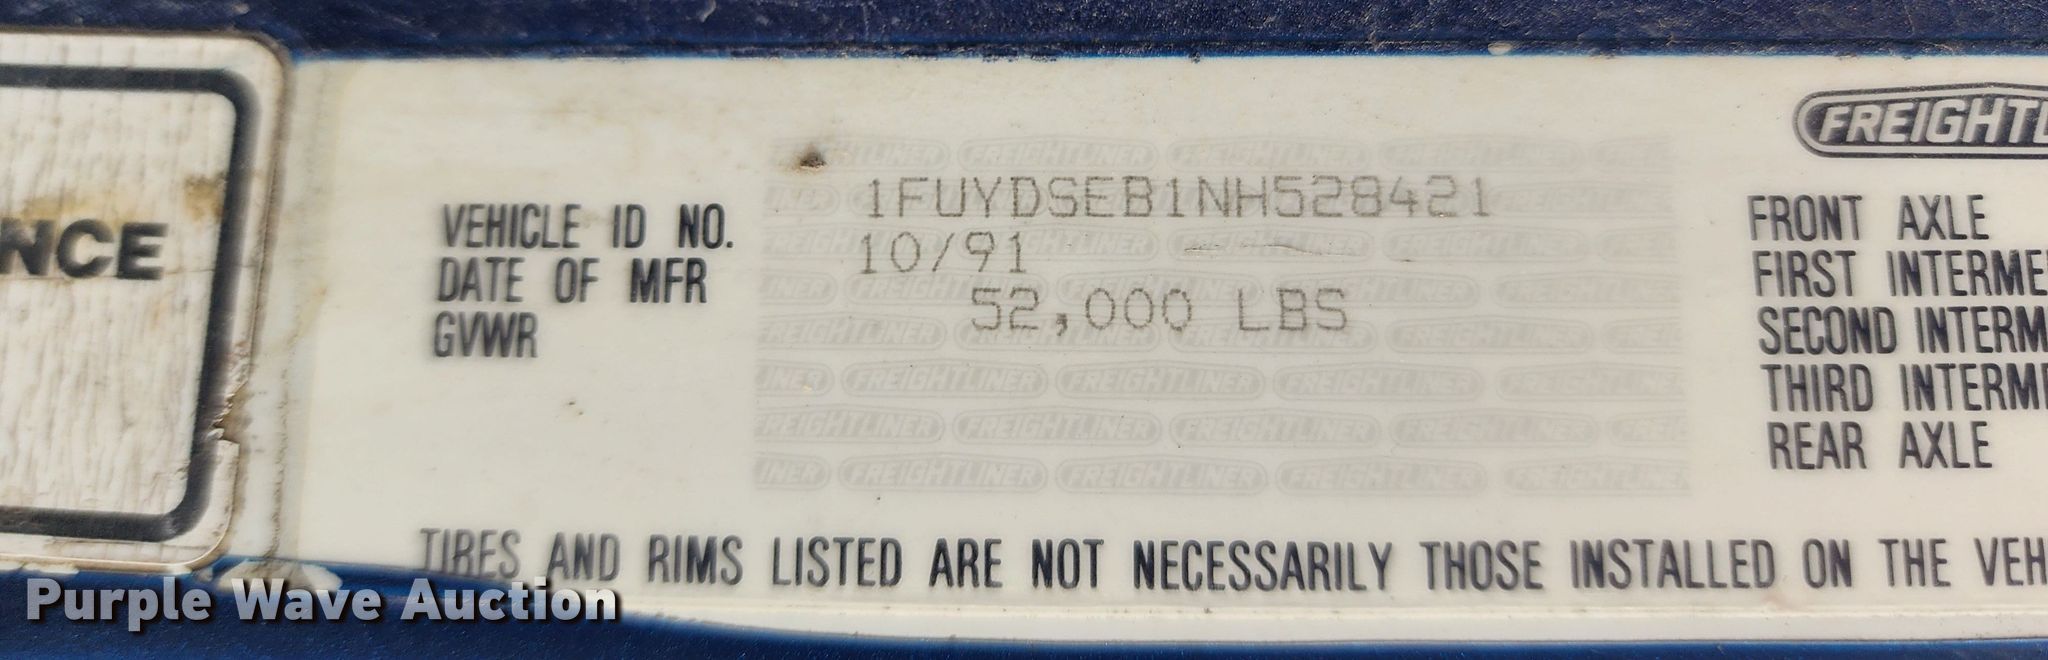 NCE
FREIGHTL
VEHICLE ID NO. 1FUYDSEB1NH528421
DATE OF MFR 10/91
GVWR 52,000 LBS
FRONT AXLE
FIRST INTERME
SECOND INTERM
THIRD INTERME
REAR AXLE
TIRES AND RIMS LISTED ARE NOT NECESSARILY THOSE INSTALLED ON THE VEH
Purple Wave Auction